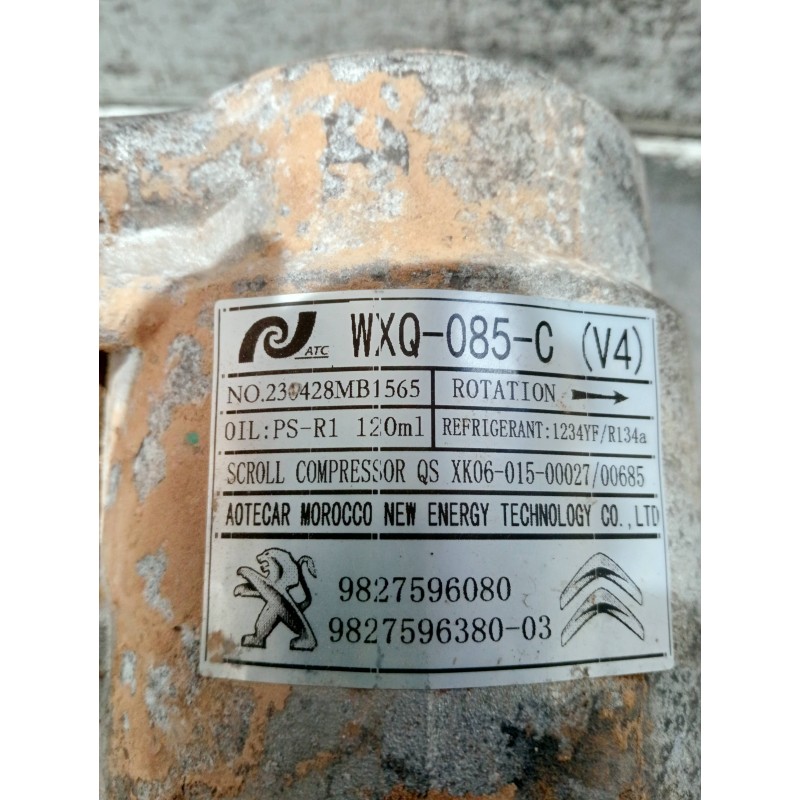 ATC WXQ-085-C (V4)
NO.230428MB1565 ROTATION
OIL:PS-R1 120ml REFRIGERANT:1234YF/R134a
SCROLL COMPRESSOR QS XK06-015-00027/00685
AOTECAR MOROCCO NEW ENERGY TECHNOLOGY CO.,LTD
9827596080
9827596380-03